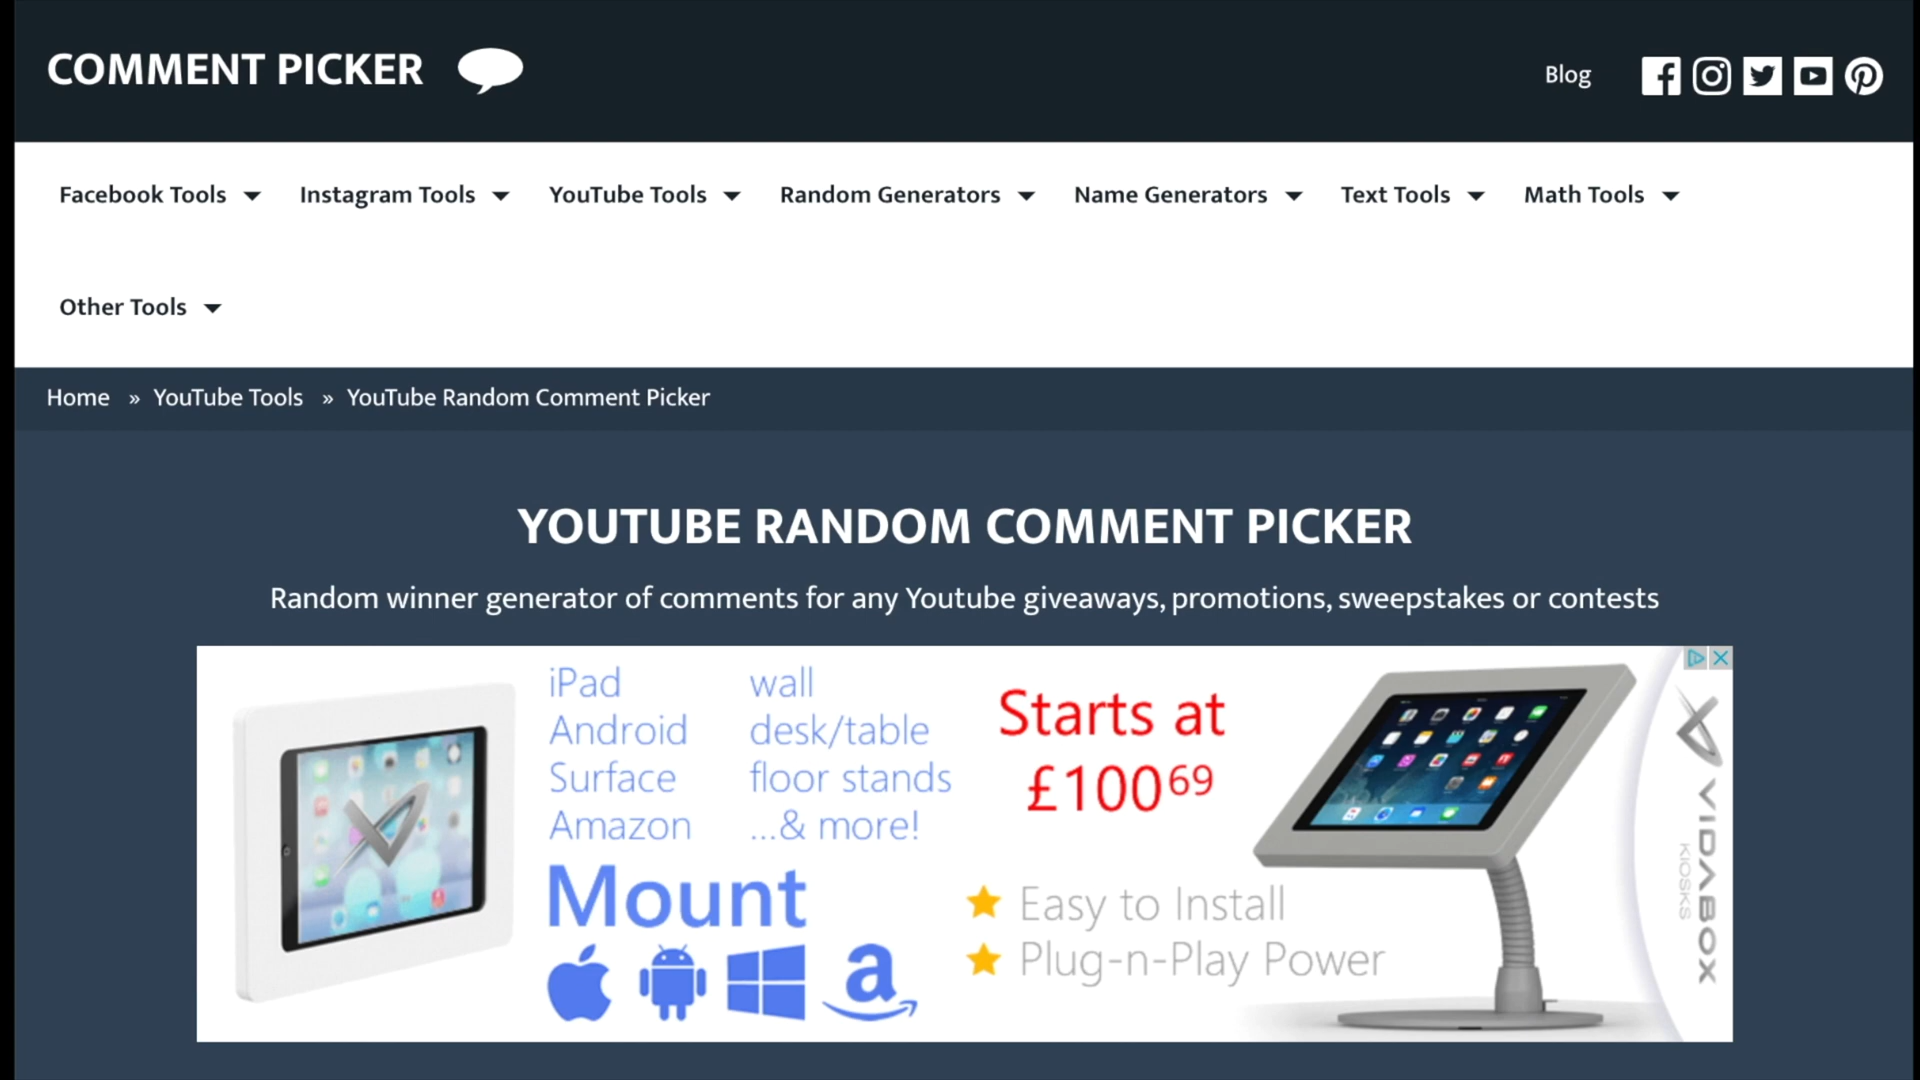 COMMENT PICKER
Blog
Facebook Tools
Instagram Tools
YouTube Tools
Random Generators
Name Generators
Text Tools
Math Tools
Other Tools
Home » YouTube Tools » YouTube Random Comment Picker
YOUTUBE RANDOM COMMENT PICKER
Random winner generator of comments for any Youtube giveaways, promotions, sweepstakes or contests
iPad
Android
Surface
Amazon
wall
desk/table
floor stands
...& more!
Mount
Starts at
£100 69
Easy to Install
Plug-n-Play Power
VIDABOX
KIOSKS